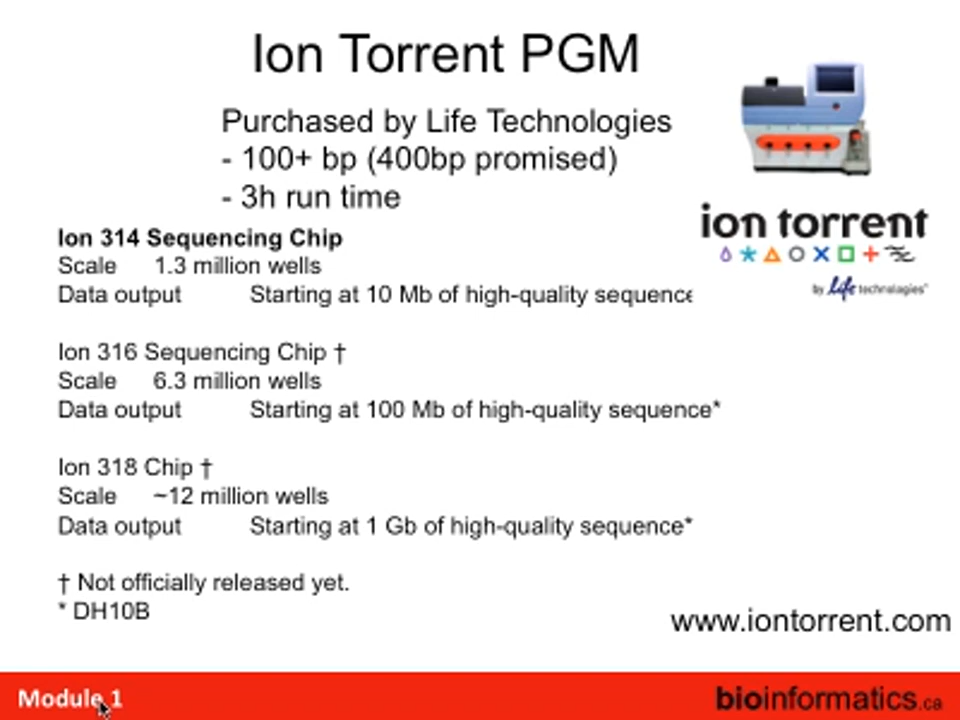 Ion Torrent PGM
Purchased by Life Technologies
- 100+ bp (400bp promised)
- 3h run time
ion torrent
by life technologies™
Ion 314 Sequencing Chip
Scale 1.3 million wells
Data output Starting at 10 Mb of high-quality sequence
Ion 316 Sequencing Chip †
Scale 6.3 million wells
Data output Starting at 100 Mb of high-quality sequence*
Ion 318 Chip †
Scale ~12 million wells
Data output Starting at 1 Gb of high-quality sequence*
† Not officially released yet.
* DH10B
www.iontorrent.com
Module 1
bioinformatics.ca